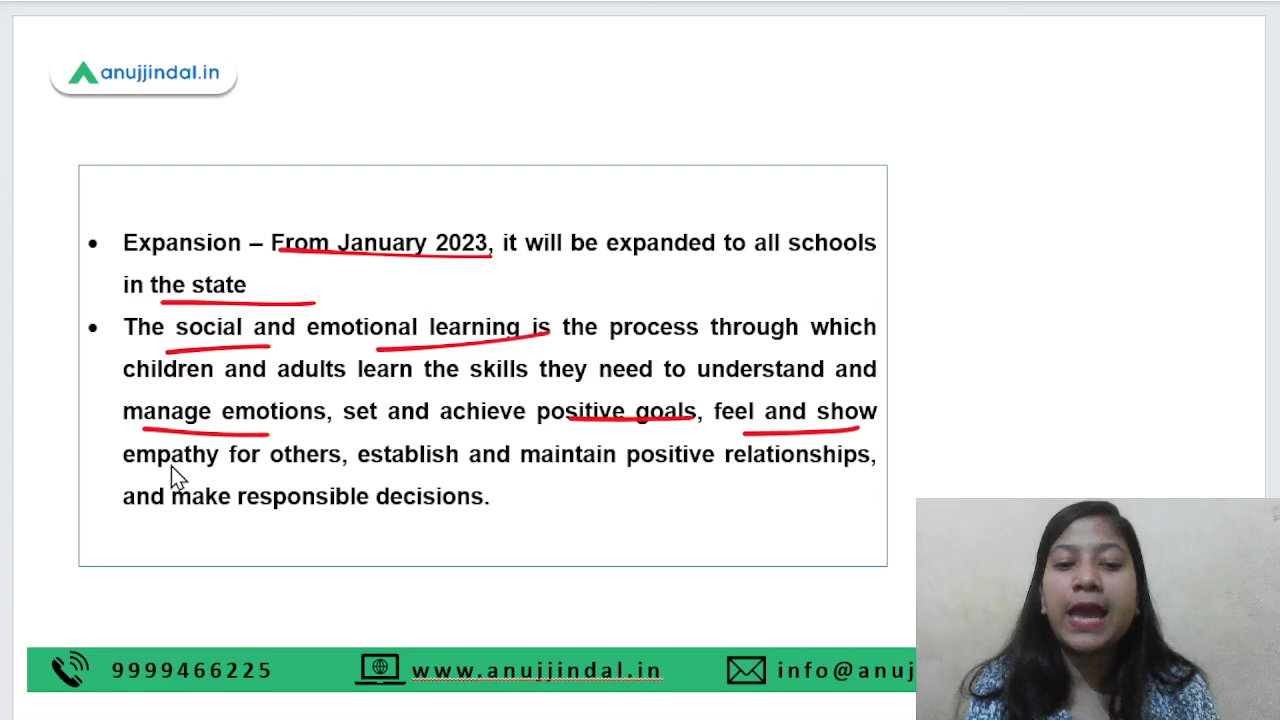 anujjindal.in
• Expansion – From January 2023, it will be expanded to all schools
in the state
• The social and emotional learning is the process through which
children and adults learn the skills they need to understand and
manage emotions, set and achieve positive goals, feel and show
empathy for others, establish and maintain positive relationships,
and make responsible decisions.
9999466225 www.anujjindal.in info@anuj